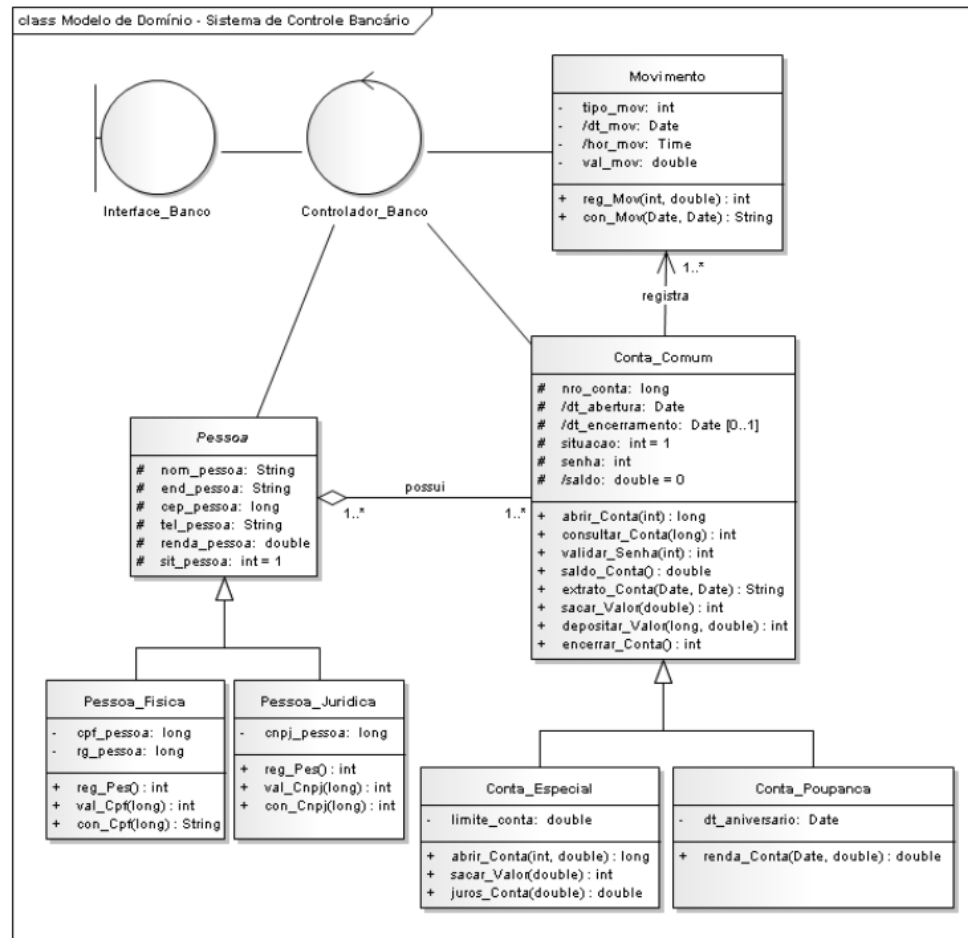 class Modelo de Domínio - Sistema de Controle Bancário
Interface_Banco
Controlador_Banco
Movimento
- tipo_mov: int
- /dt_mov: Date
- /hor_mov: Time
- val_mov: double
+ reg_Mov(int, double) : int
+ con_Mov(Date, Date) : String
1..*
registra
Conta_Comum
# nro_conta: long
# /dt_abertura: Date
# /dt_encerramento: Date [0..1]
# situacao: int = 1
# senha: int
# /saldo: double = 0
+ abrir_Conta(int) : long
+ consultar_Conta(long) : int
+ validar_Senha(int) : int
+ saldo_Conta() : double
+ extrato_Conta(Date, Date) : String
+ sacar_Valor(double) : int
+ depositar_Valor(long, double) : int
+ encerrar_Conta() : int
Pessoa
# nom_pessoa: String
# end_pessoa: String
# cep_pessoa: long
# tel_pessoa: String
# renda_pessoa: double
# sit_pessoa: int = 1
possui
1..*
1..*
Pessoa_Fisica
- cpf_pessoa: long
- rg_pessoa: long
+ reg_Pes() : int
+ val_Cpf(long) : int
+ con_Cpf(long) : String
Pessoa_Juridica
- cnpj_pessoa: long
+ reg_Pes() : int
+ val_Cnpj(long) : int
+ con_Cnpj(long) : int
Conta_Especial
- limite_conta: double
+ abrir_Conta(int, double) : long
+ sacar_Valor(double) : int
+ juros_Conta(double) : double
Conta_Poupanca
- dt_aniversario: Date
+ renda_Conta(Date, double) : double